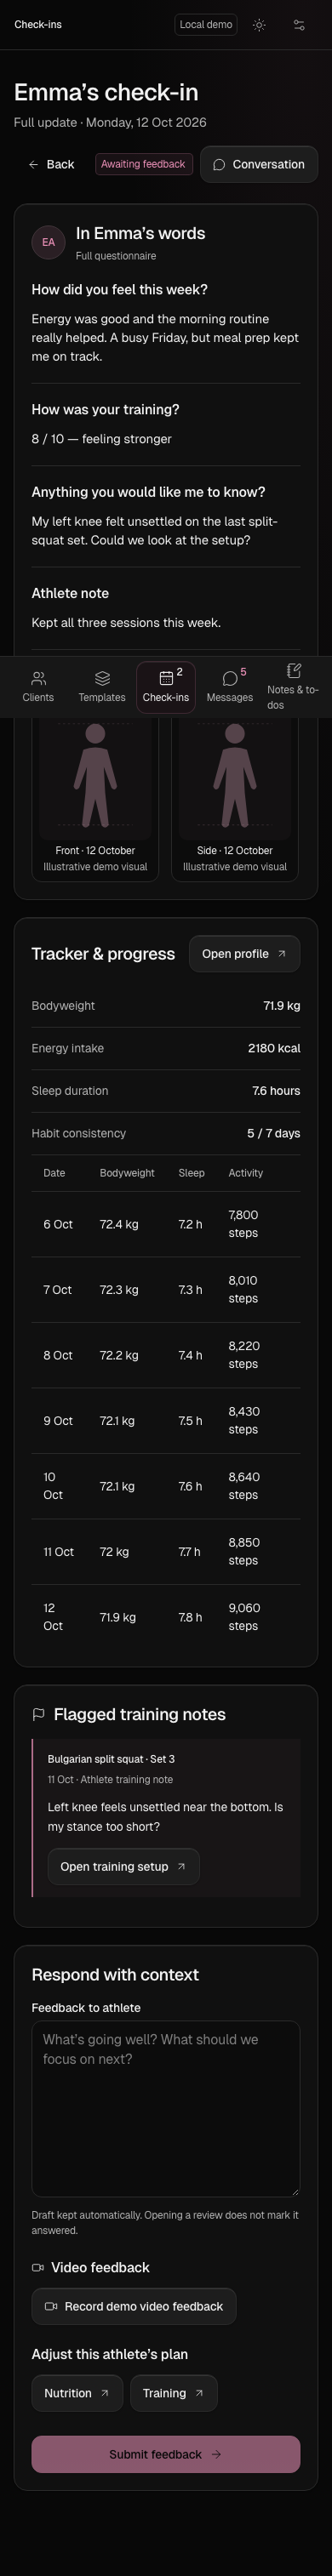 Check-ins
Local demo
Emma's check-in
Full update · Monday, 12 Oct 2026
Back
Awaiting feedback
Conversation
EA
In Emma's words
Full questionnaire
How did you feel this week?
Energy was good and the morning routine
really helped. A busy Friday, but meal prep kept
me on track.
How was your training?
8 / 10 — feeling stronger
Anything you would like me to know?
My left knee felt unsettled on the last split-
squat set. Could we look at the setup?
Athlete note
Kept all three sessions this week.
Clients
Templates
2
Check-ins
5
Messages
Notes & to-
dos
Front · 12 October
Illustrative demo visual
Side · 12 October
Illustrative demo visual
Tracker & progress
Open profile
Bodyweight 71.9 kg
Energy intake 2180 kcal
Sleep duration 7.6 hours
Habit consistency 5 / 7 days
Date Bodyweight Sleep Activity
6 Oct 72.4 kg 7.2 h 7,800
steps
7 Oct 72.3 kg 7.3 h 8,010
steps
8 Oct 72.2 kg 7.4 h 8,220
steps
9 Oct 72.1 kg 7.5 h 8,430
steps
10
Oct 72.1 kg 7.6 h 8,640
steps
11 Oct 72 kg 7.7 h 8,850
steps
12
Oct 71.9 kg 7.8 h 9,060
steps
Flagged training notes
Bulgarian split squat · Set 3
11 Oct · Athlete training note
Left knee feels unsettled near the bottom. Is
my stance too short?
Open training setup
Respond with context
Feedback to athlete
What's going well? What should we
focus on next?
Draft kept automatically. Opening a review does not mark it
answered.
Video feedback
Record demo video feedback
Adjust this athlete's plan
Nutrition
Training
Submit feedback